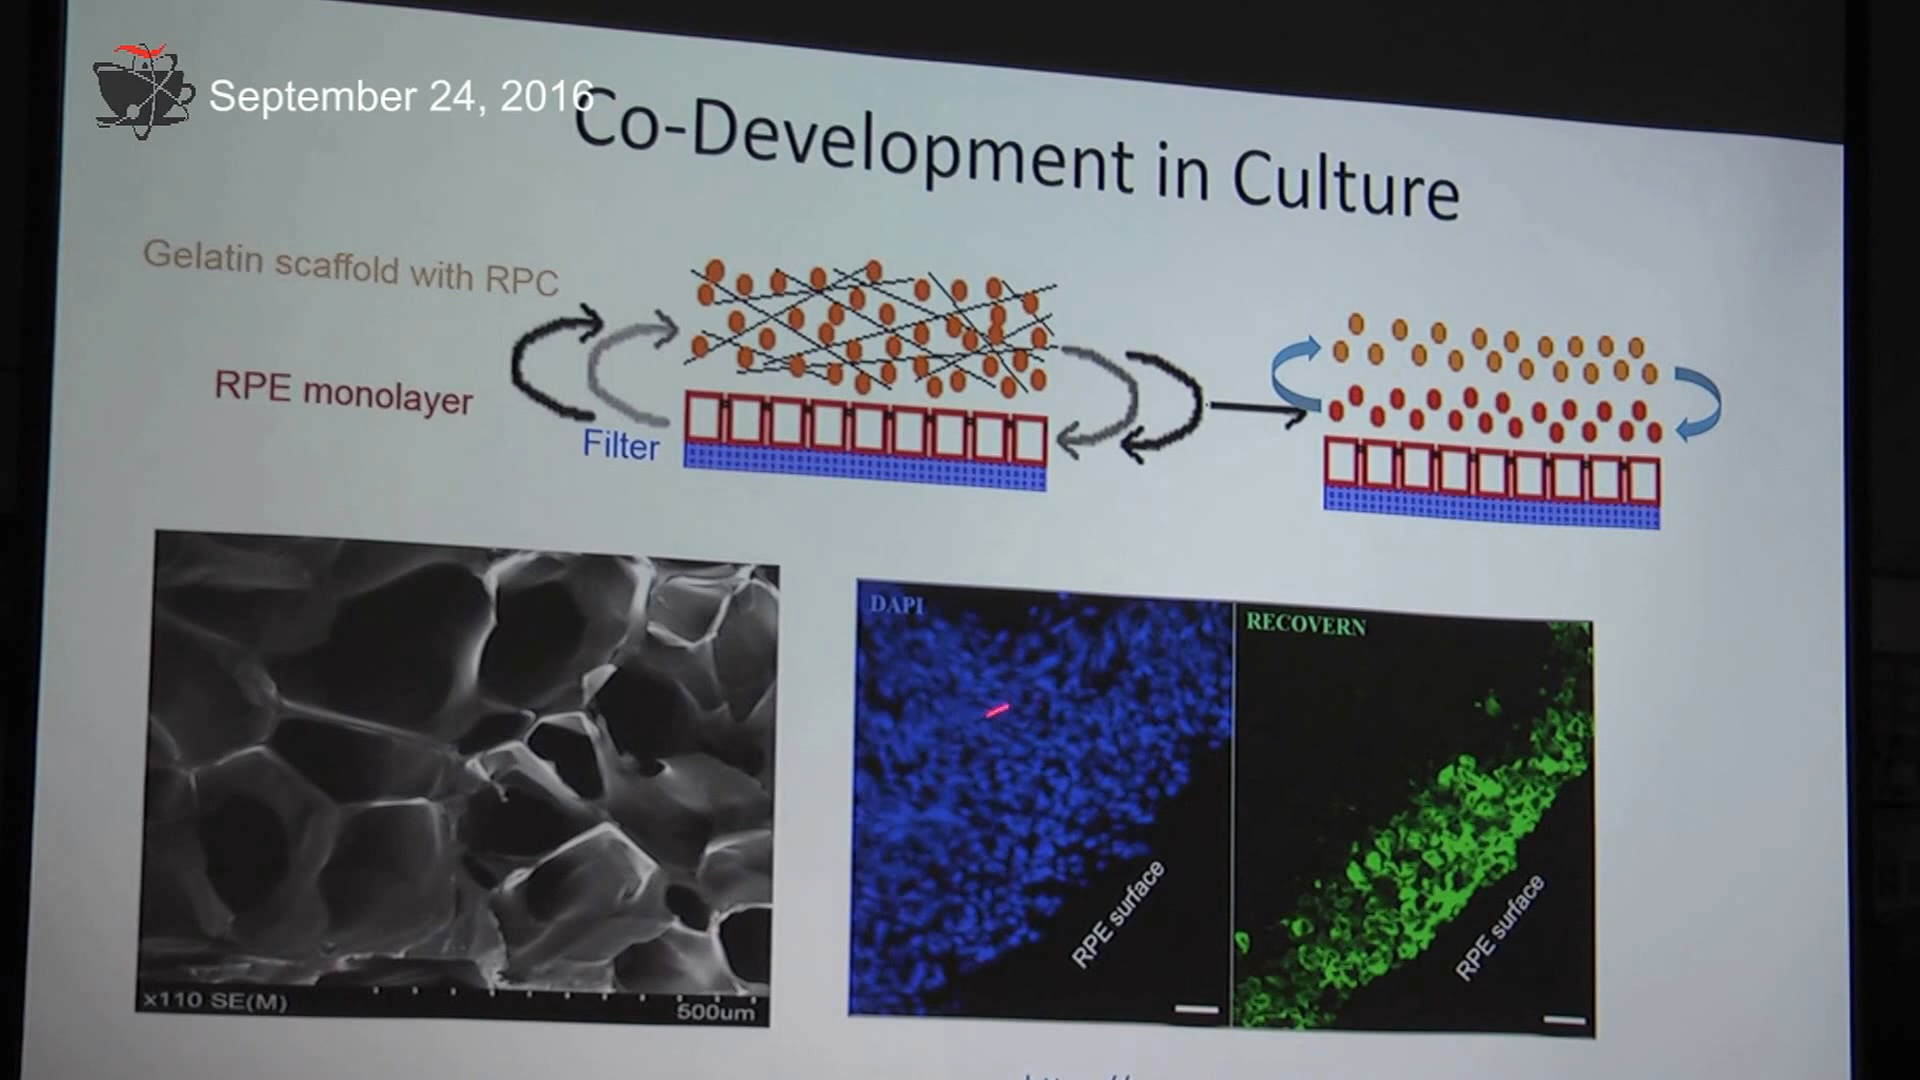 September 24, 2016
Co-Development in Culture
Gelatin scaffold with RPC
RPE monolayer
Filter
x110 SE(M)
500um
DAPI
RPE surface
RECOVERN
RPE surface